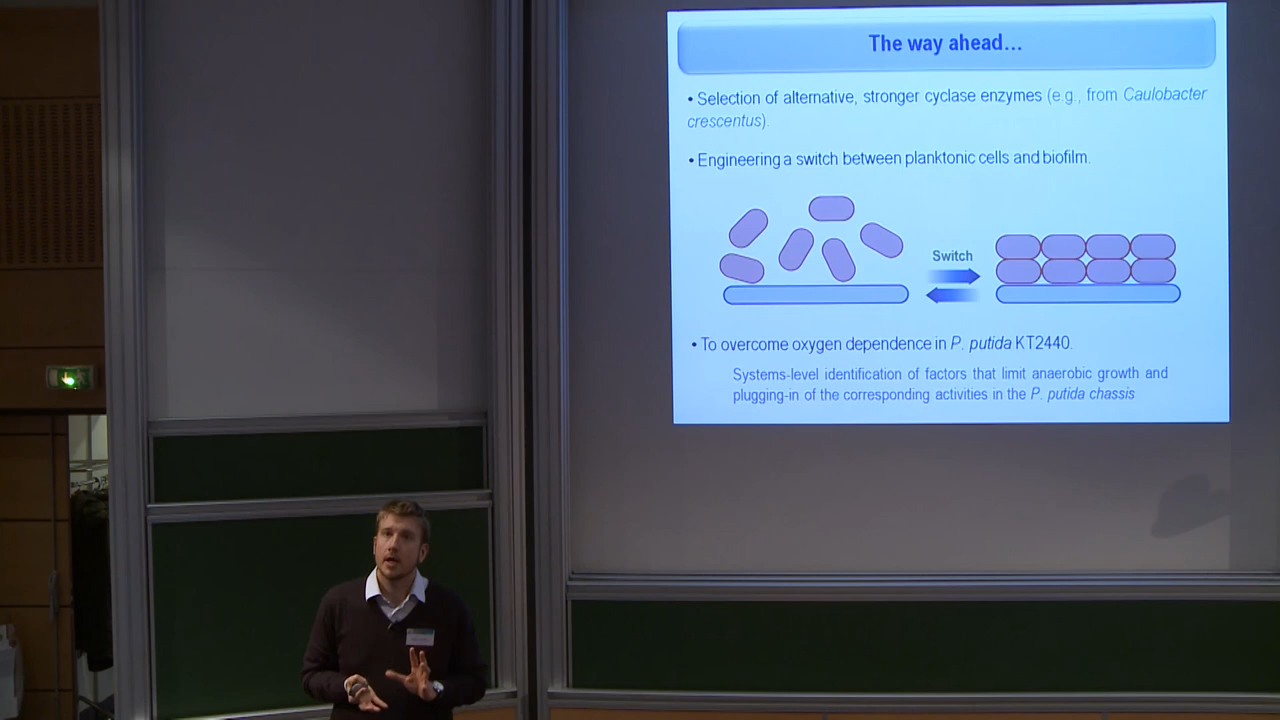 The way ahead…
• Selection of alternative, stronger cyclase enzymes (e.g., from Caulobacter
crescentus).
• Engineering a switch between planktonic cells and biofilm.
Switch
• To overcome oxygen dependence in P. putida KT2440.
Systems-level identification of factors that limit anaerobic growth and
plugging-in of the corresponding activities in the P. putida chassis